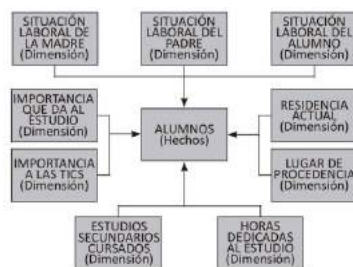 SITUACIÓN
LABORAL DE
LA MADRE
(Dimensión)
SITUACIÓN
LABORAL DEL
PADRE
(Dimensión)
SITUACIÓN
LABORAL DEL
ALUMNO
(Dimensión)
IMPORTANCIA
QUE DA AL
ESTUDIO
(Dimensión)
ALUMNOS
(Hechos)
RESIDENCIA
ACTUAL
(Dimensión)
IMPORTANCIA
A LAS TICS
(Dimensión)
LUGAR DE
PROCEDENCIA
(Dimensión)
ESTUDIOS
SECUNDARIOS
CURSADOS
(Dimensión)
HORAS
DEDICADAS
AL ESTUDIO
(Dimensión)